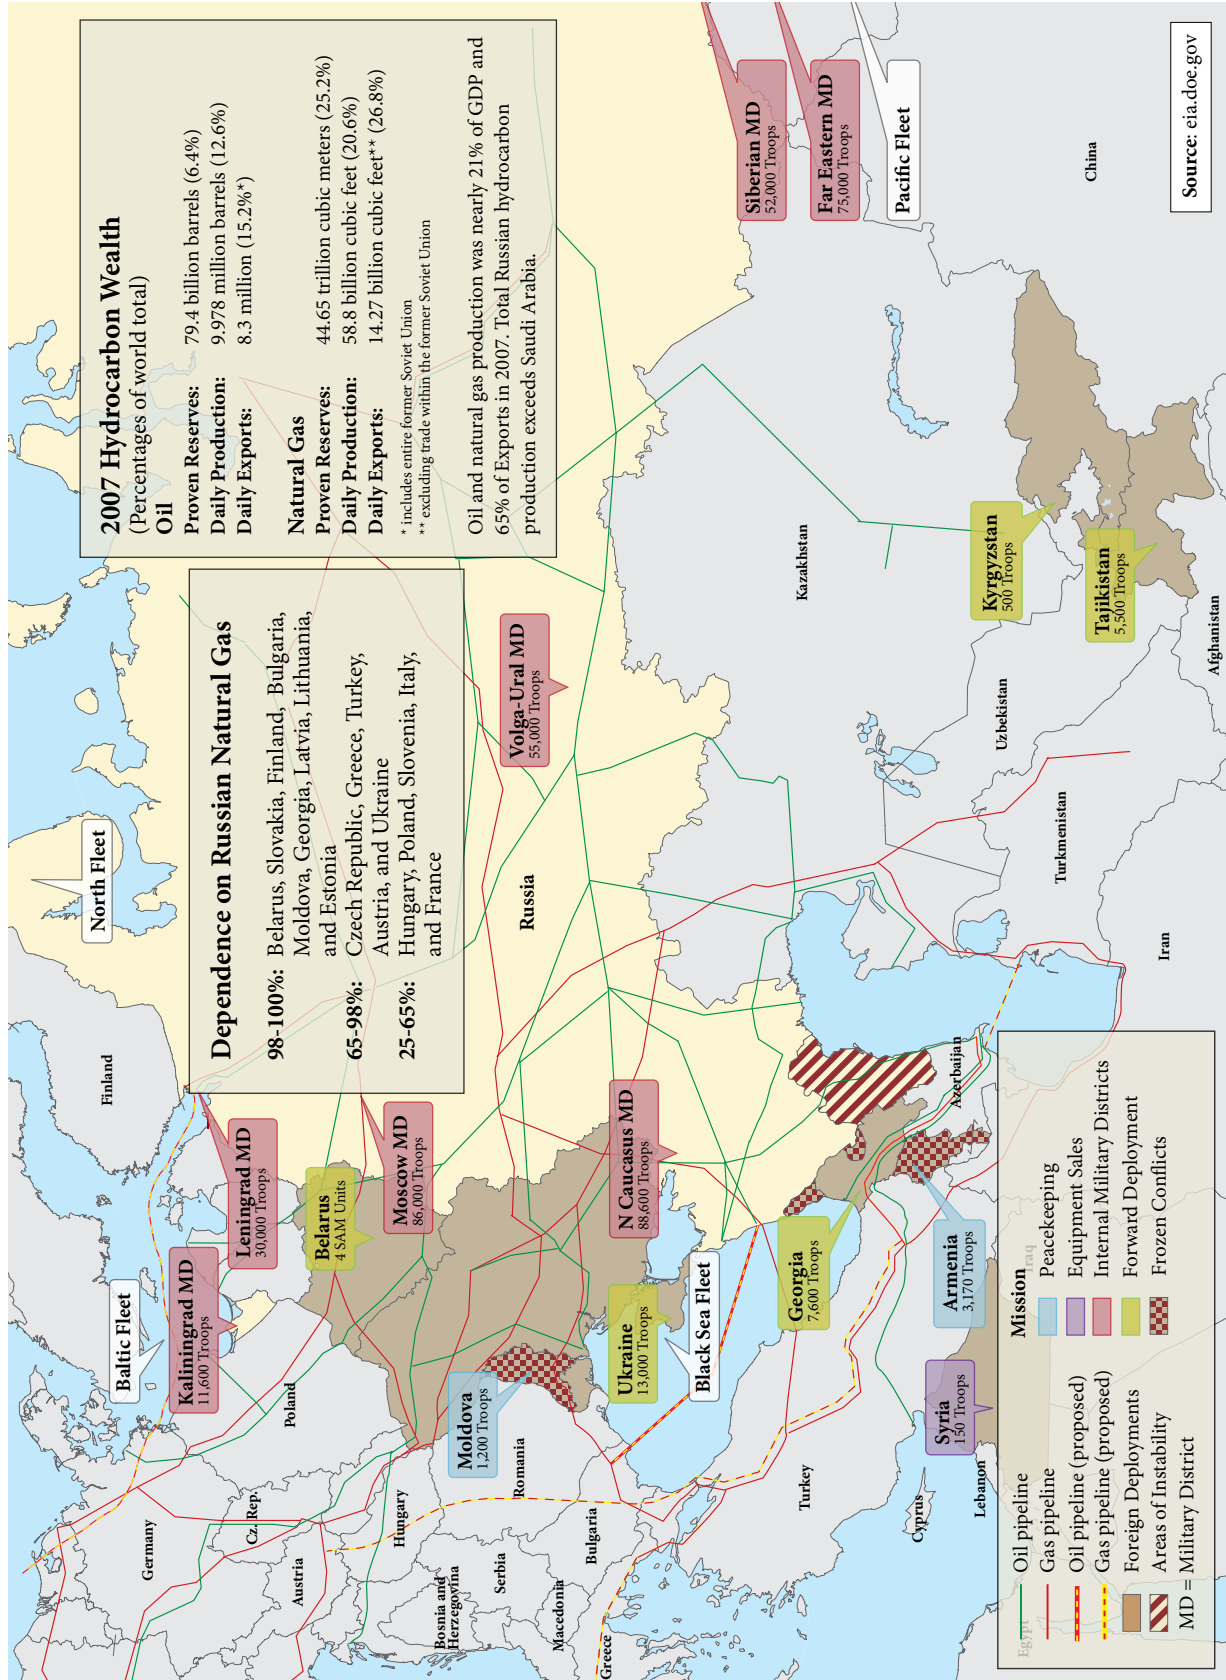 2007 Hydrocarbon Wealth
(Percentages of world total)
Oil
Proven Reserves: 79.4 billion barrels (6.4%)
Daily Production: 9.978 million barrels (12.6%)
Daily Exports: 8.3 million (15.2%*)
Natural Gas
Proven Reserves: 44.65 trillion cubic meters (25.2%)
Daily Production: 58.8 billion cubic feet (20.6%)
Daily Exports: 14.27 billion cubic feet** (26.8%)
* includes entire former Soviet Union
** excluding trade within the former Soviet Union
Oil and natural gas production was nearly 21% of GDP and
65% of Exports in 2007. Total Russian hydrocarbon
production exceeds Saudi Arabia.
Dependence on Russian Natural Gas
98-100%: Belarus, Slovakia, Finland, Bulgaria,
Moldova, Georgia, Latvia, Lithuania,
and Estonia
65-98%: Czech Republic, Greece, Turkey,
Austria, and Ukraine
25-65%: Hungary, Poland, Slovenia, Italy,
and France
North Fleet
Finland
Baltic Fleet
Kaliningrad MD
11,600 Troops
Leningrad MD
30,000 Troops
Belarus
4 SAM Units
Moscow MD
86,000 Troops
Volga-Ural MD
55,000 Troops
Russia
Germany
Poland
Cz. Rep.
Austria
Hungary
Bosnia and
Herzegovina
Serbia
Romania
Macedonia
Bulgaria
Greece
Moldova
1,200 Troops
Ukraine
13,000 Troops
N Caucasus MD
88,600 Troops
Black Sea Fleet
Georgia
7,600 Troops
Turkey
Armenia
3,170 Troops
Azerbaijan
Syria
150 Troops
Cyprus
Lebanon
Iraq
Egypt
Iran
Kazakhstan
Uzbekistan
Turkmenistan
Afghanistan
Kyrgyzstan
500 Troops
Tajikistan
5,500 Troops
Siberian MD
52,000 Troops
Far Eastern MD
75,000 Troops
Pacific Fleet
China
Oil pipeline
Gas pipeline
Oil pipeline (proposed)
Gas pipeline (proposed)
Foreign Deployments
Areas of Instability
MD = Military District
Mission
Peacekeeping
Equipment Sales
Internal Military Districts
Forward Deployment
Frozen Conflicts
Source: eia.doe.gov